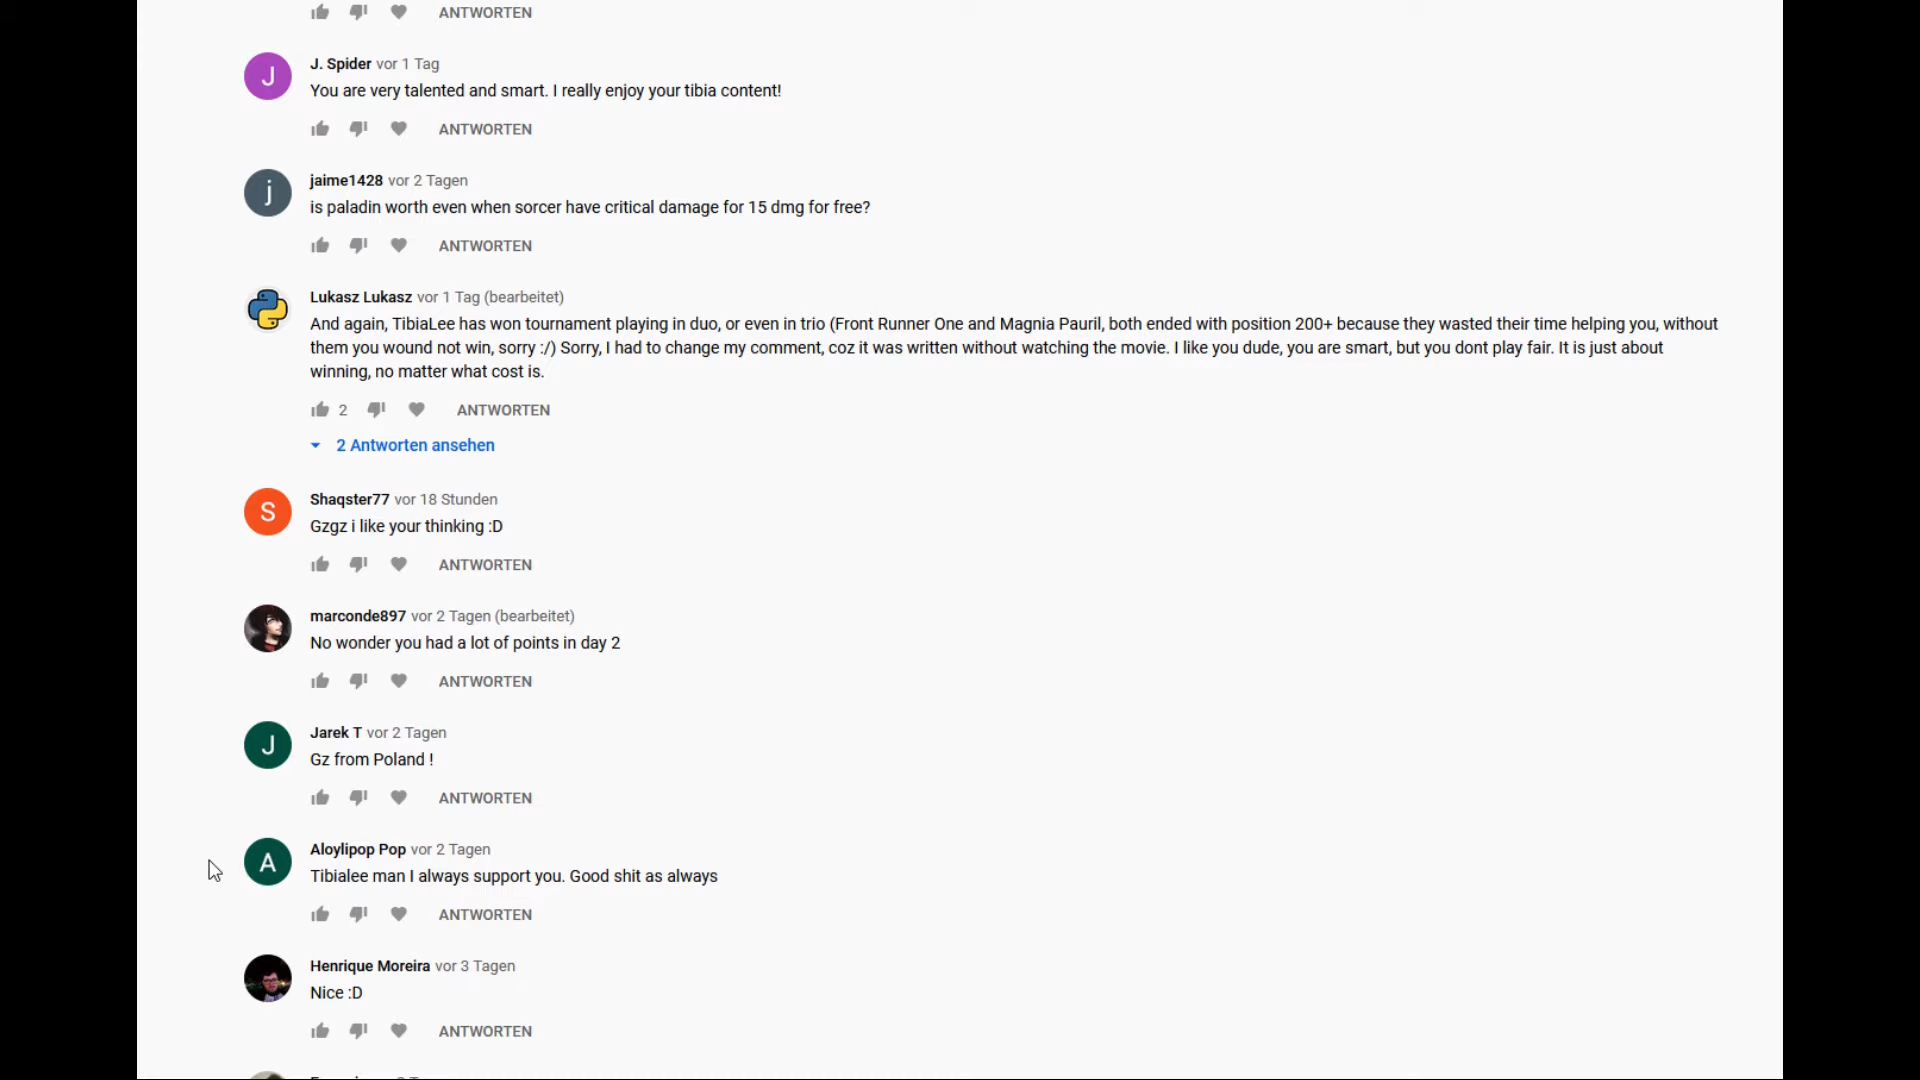 ANTWORTEN
J
J. Spider vor 1 Tag
You are very talented and smart. I really enjoy your tibia content!
ANTWORTEN
j
jaime1428 vor 2 Tagen
is paladin worth even when sorcer have critical damage for 15 dmg for free?
ANTWORTEN
Lukasz Lukasz vor 1 Tag (bearbeitet)
And again, TibiaLee has won tournament playing in duo, or even in trio (Front Runner One and Magnia Pauril, both ended with position 200+ because they wasted their time helping you, without
them you wound not win, sorry :/) Sorry, I had to change my comment, coz it was written without watching the movie. I like you dude, you are smart, but you dont play fair. It is just about
winning, no matter what cost is.
2 ANTWORTEN
2 Antworten ansehen
S
Shaqster77 vor 18 Stunden
Gzgz i like your thinking :D
ANTWORTEN
marconde897 vor 2 Tagen (bearbeitet)
No wonder you had a lot of points in day 2
ANTWORTEN
J
Jarek T vor 2 Tagen
Gz from Poland !
ANTWORTEN
A
Aloylipop Pop vor 2 Tagen
Tibialee man I always support you. Good shit as always
ANTWORTEN
Henrique Moreira vor 3 Tagen
Nice :D
ANTWORTEN